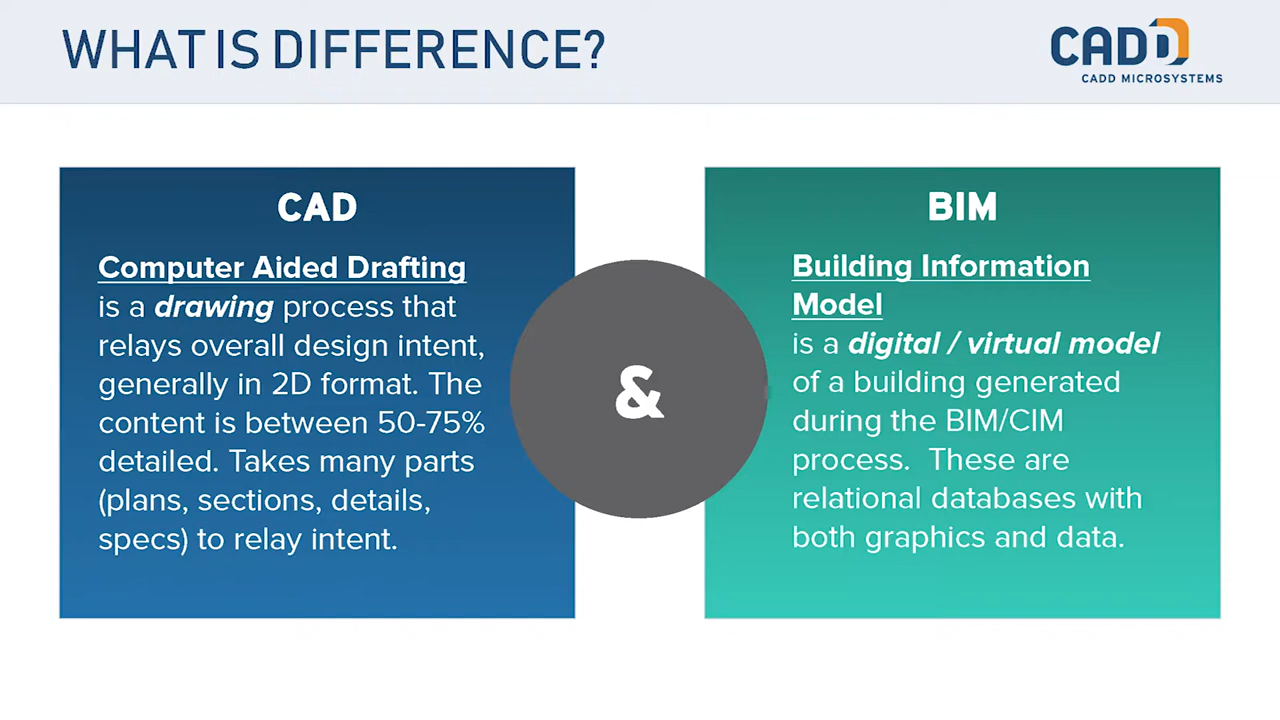 WHAT IS DIFFERENCE?
CADD
CADD MICROSYSTEMS
CAD
Computer Aided Drafting
is a drawing process that
relays overall design intent,
generally in 2D format. The
content is between 50-75%
detailed. Takes many parts
(plans, sections, details,
specs) to relay intent.
&
BIM
Building Information
Model
is a digital / virtual model
of a building generated
during the BIM/CIM
process.  These are
relational databases with
both graphics and data.